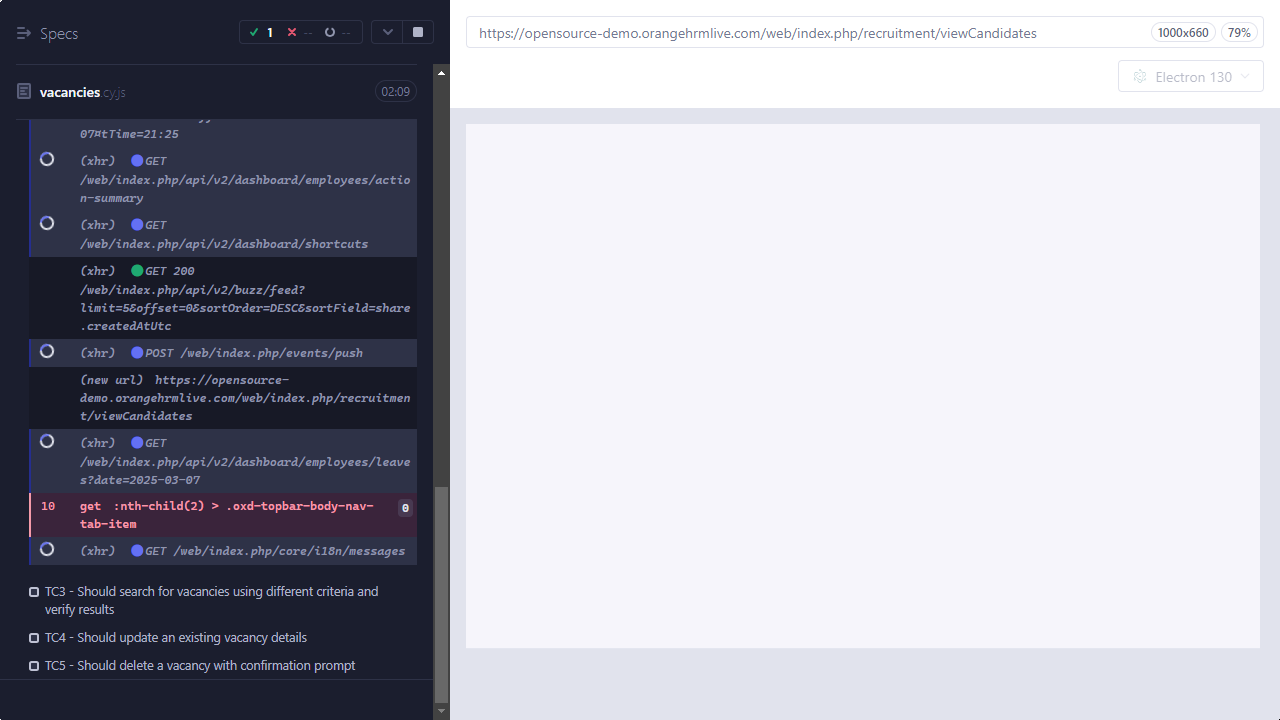 Specs
1
--
--
https://opensource-demo.orangehrmlive.com/web/index.php/recruitment/viewCandidates
1000x660
79%
Electron 130
vacancies.cy.js
02:09
07&tTime=21:25
(xhr) GET
/web/index.php/api/v2/dashboard/employees/actio
n-summary
(xhr) GET
/web/index.php/api/v2/dashboard/shortcuts
(xhr) GET 200
/web/index.php/api/v2/buzz/feed?
limit=5&offset=0&sortOrder=DESC&sortField=share
.createdAtUtc
(xhr) POST /web/index.php/events/push
(new url) https://opensource-
demo.orangehrmlive.com/web/index.php/recruitmen
t/viewCandidates
(xhr) GET
/web/index.php/api/v2/dashboard/employees/leave
s?date=2025-03-07
10 get :nth-child(2) > .oxd-topbar-body-nav-
tab-item
0
(xhr) GET /web/index.php/core/i18n/messages
TC3 - Should search for vacancies using different criteria and
verify results
TC4 - Should update an existing vacancy details
TC5 - Should delete a vacancy with confirmation prompt